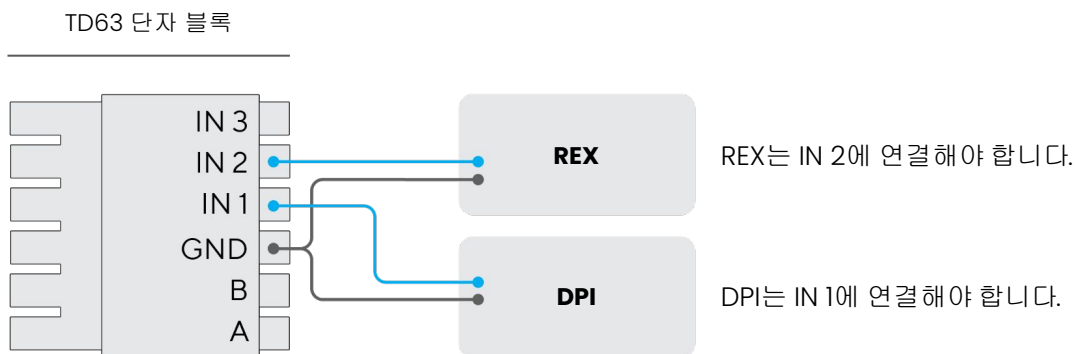 TD63 단자 블록
IN 3
IN 2
IN 1
GND
B
A
REX
REX는 IN 2에 연결해야 합니다.
DPI
DPI는 IN 1에 연결해야 합니다.